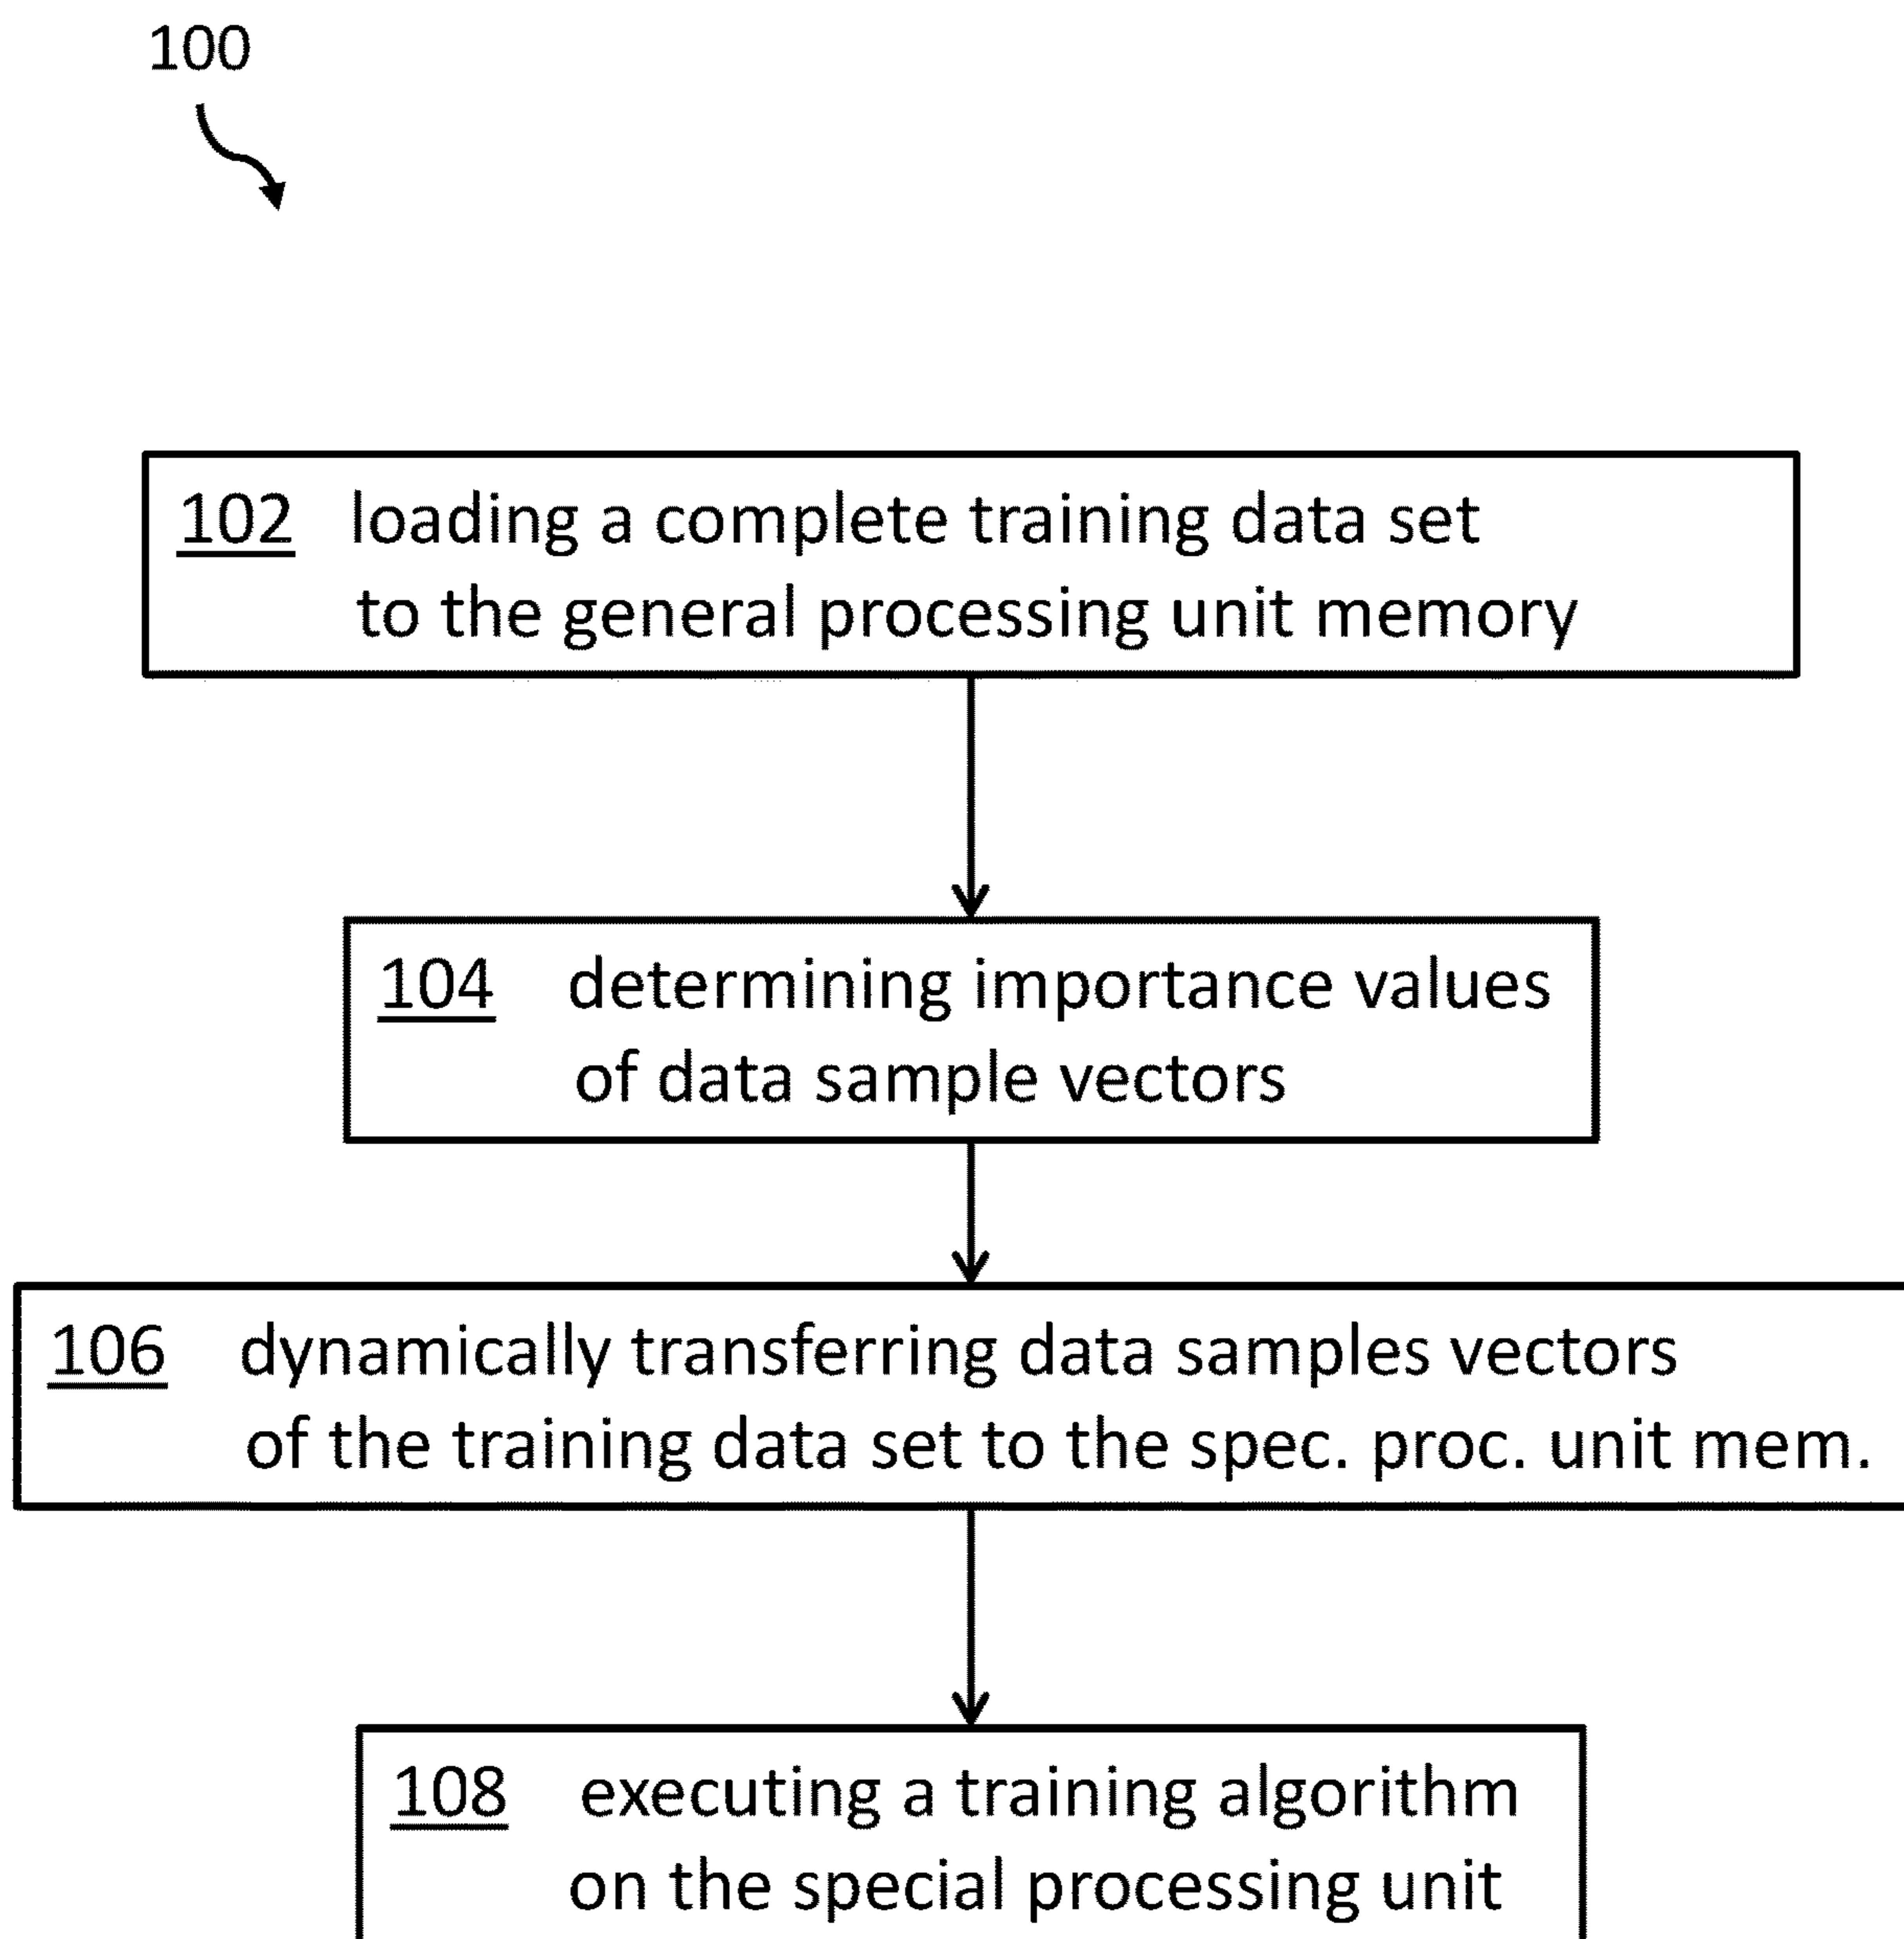 100
102 loading a complete training data set
to the general processing unit memory
104 determining importance values
of data sample vectors
106 dynamically transferring data samples vectors
of the training data set to the spec. proc. unit mem.
108 executing a training algorithm
on the special processing unit